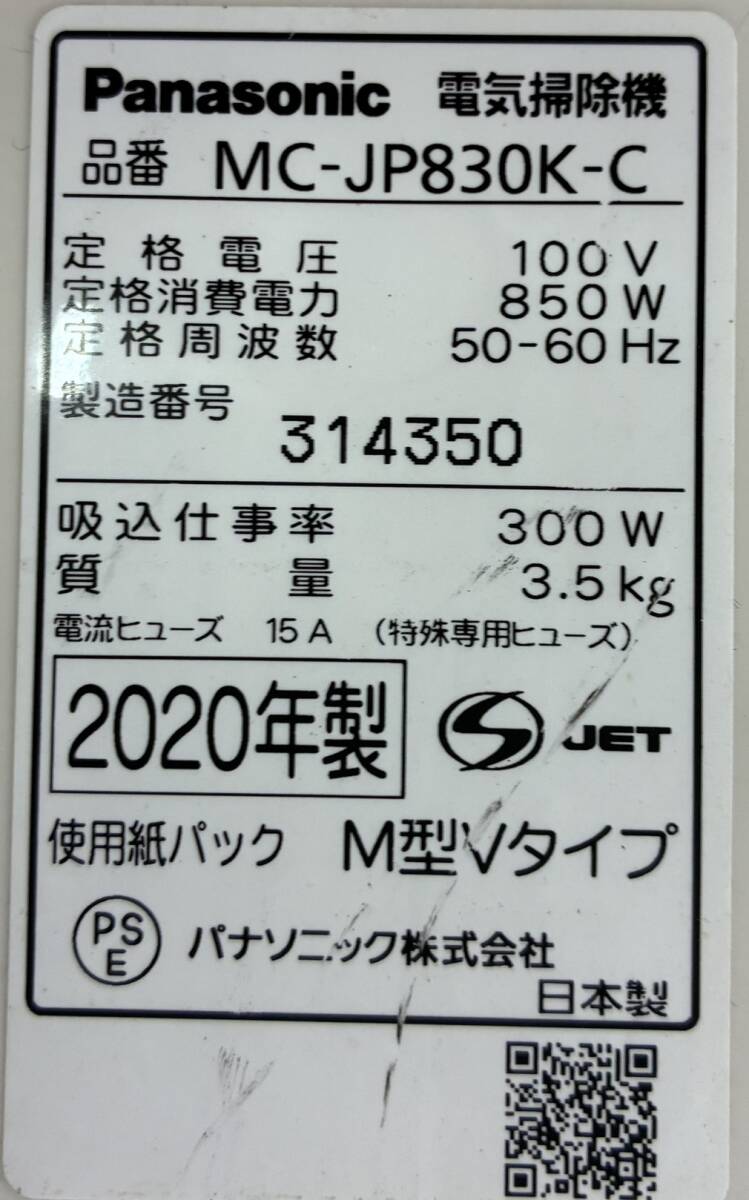 Panasonic 電気掃除機
品番 MC-JP830K-C
定格電圧 100V
定格消費電力 850W
定格周波数 50-60Hz
製造番号 314350
吸込仕事率 300W
質量 3.5kg
電流ヒューズ 15A (特殊専用ヒューズ)
2020年製 S JET
使用紙パック M型Vタイプ
PS E パナソニック株式会社
日本製